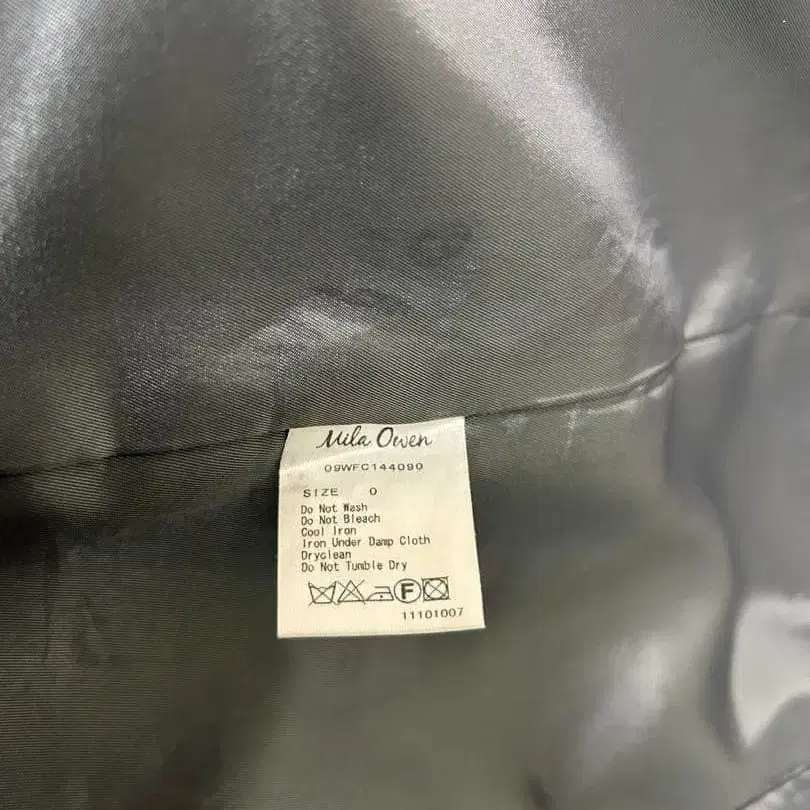 Mila Owen
09WFC144090
SIZE 0
Do Not Wash
Do Not Bleach
Cool Iron
Iron Under Damp Cloth
Dryclean
Do Not Tumble Dry
F
11101007